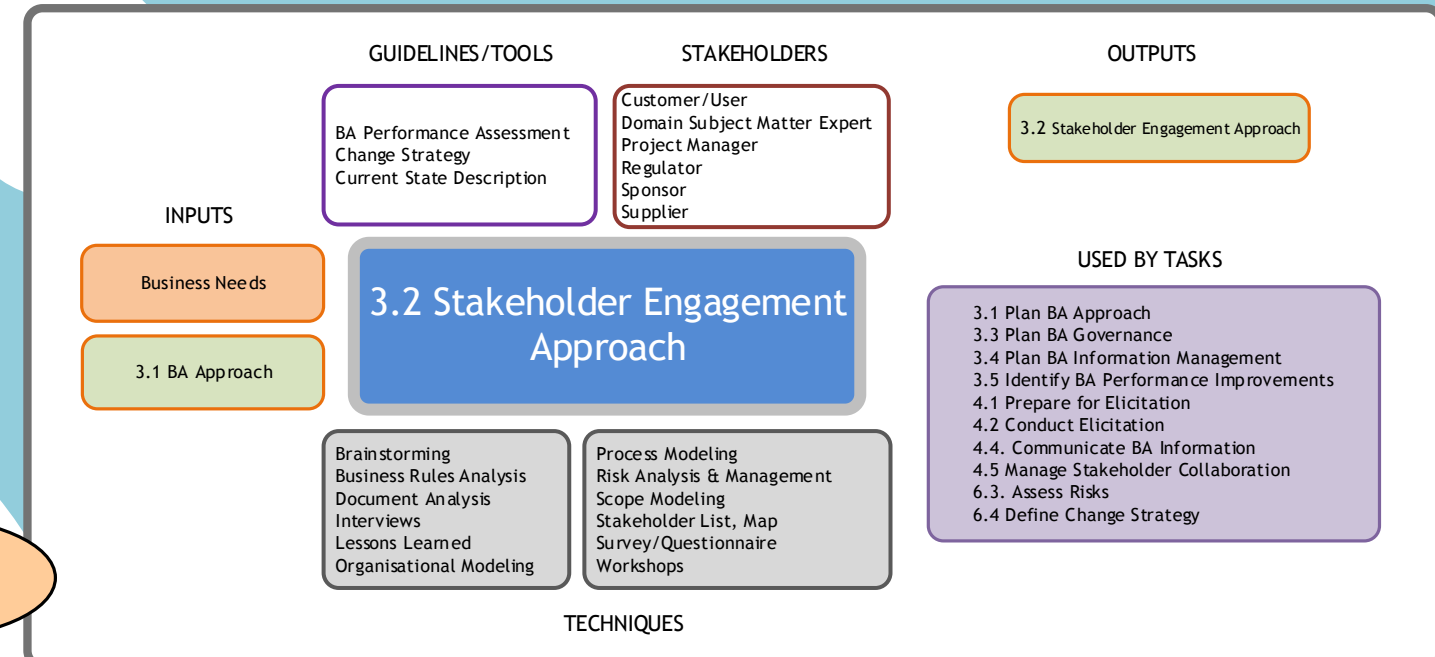 GUIDELINES/TOOLS
BA Performance Assessment
Change Strategy
Current State Description
STAKEHOLDERS
Customer/User
Domain Subject Matter Expert
Project Manager
Regulator
Sponsor
Supplier
OUTPUTS
3.2 Stakeholder Engagement Approach
INPUTS
Business Needs
3.1 BA Approach
3.2 Stakeholder Engagement
Approach
USED BY TASKS
3.1 Plan BA Approach
3.3 Plan BA Governance
3.4 Plan BA Information Management
3.5 Identify BA Performance Improvements
4.1 Prepare for Elicitation
4.2 Conduct Elicitation
4.4. Communicate BA Information
4.5 Manage Stakeholder Collaboration
6.3. Assess Risks
6.4 Define Change Strategy
Brainstorming
Business Rules Analysis
Document Analysis
Interviews
Lessons Learned
Organisational Modeling
Process Modeling
Risk Analysis & Management
Scope Modeling
Stakeholder List, Map
Survey/Questionnaire
Workshops
TECHNIQUES